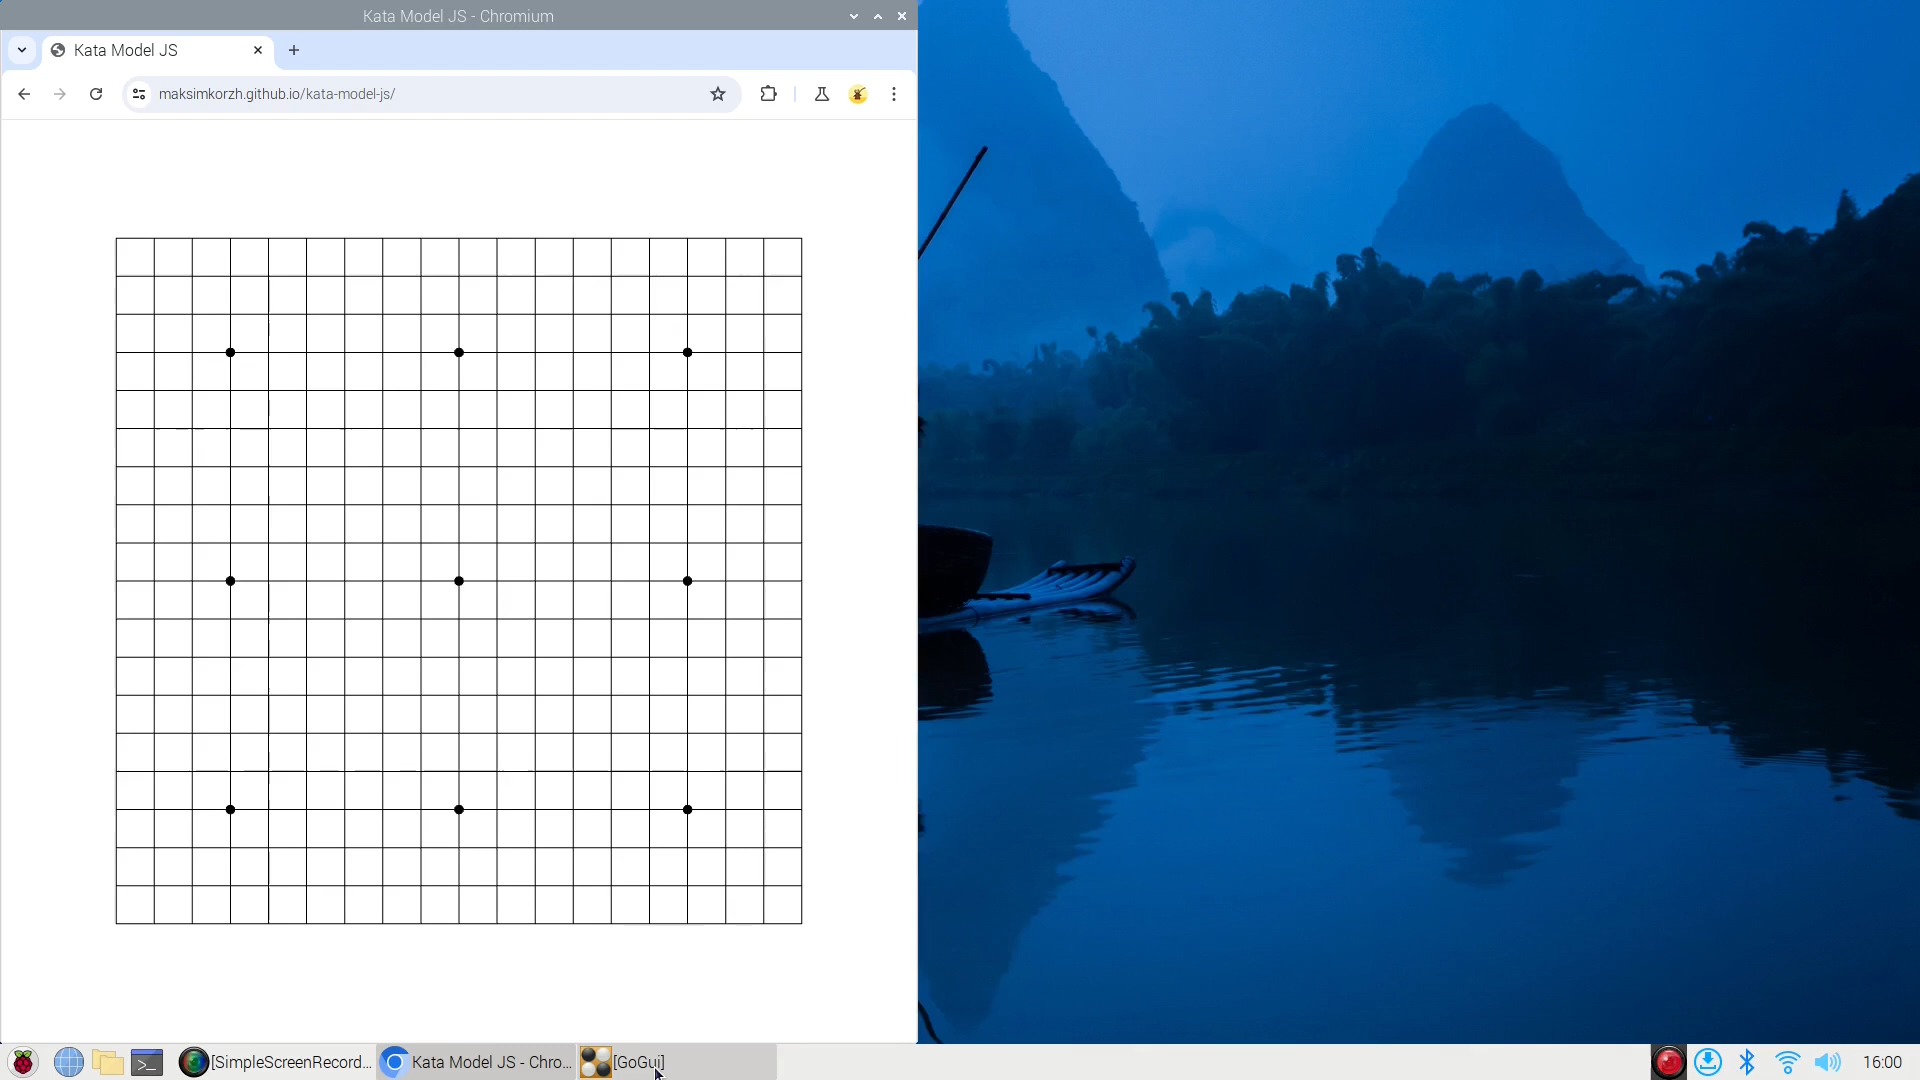 Kata Model JS - Chromium
Kata Model JS
maksimkorzh.github.io/kata-model-js/
[SimpleScreenRecord...
Kata Model JS - Chro...
[GoGui]
16:00